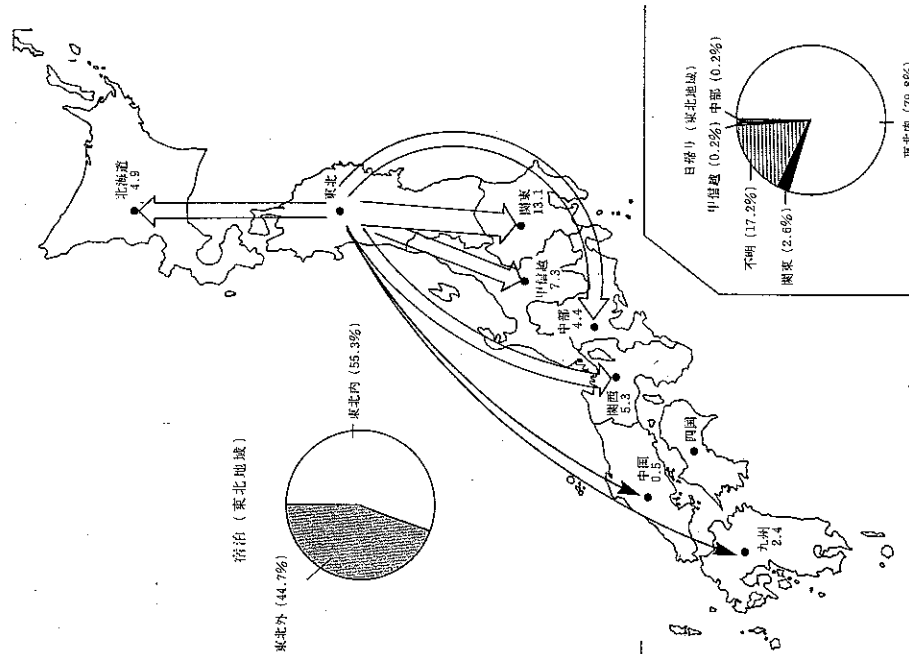 北海道
4.9
東北
関東
13.1
甲信越
7.3
中部
4.4
関西
5.3
中国
0.5
四国
九州
2.4
宿泊(東北地域)
東北内(55.3%)
東北外(44.7%)
日帰り(東北地域)
甲信越(0.2%)中部(0.2%)
不明(17.2%)
関東(2.6%)